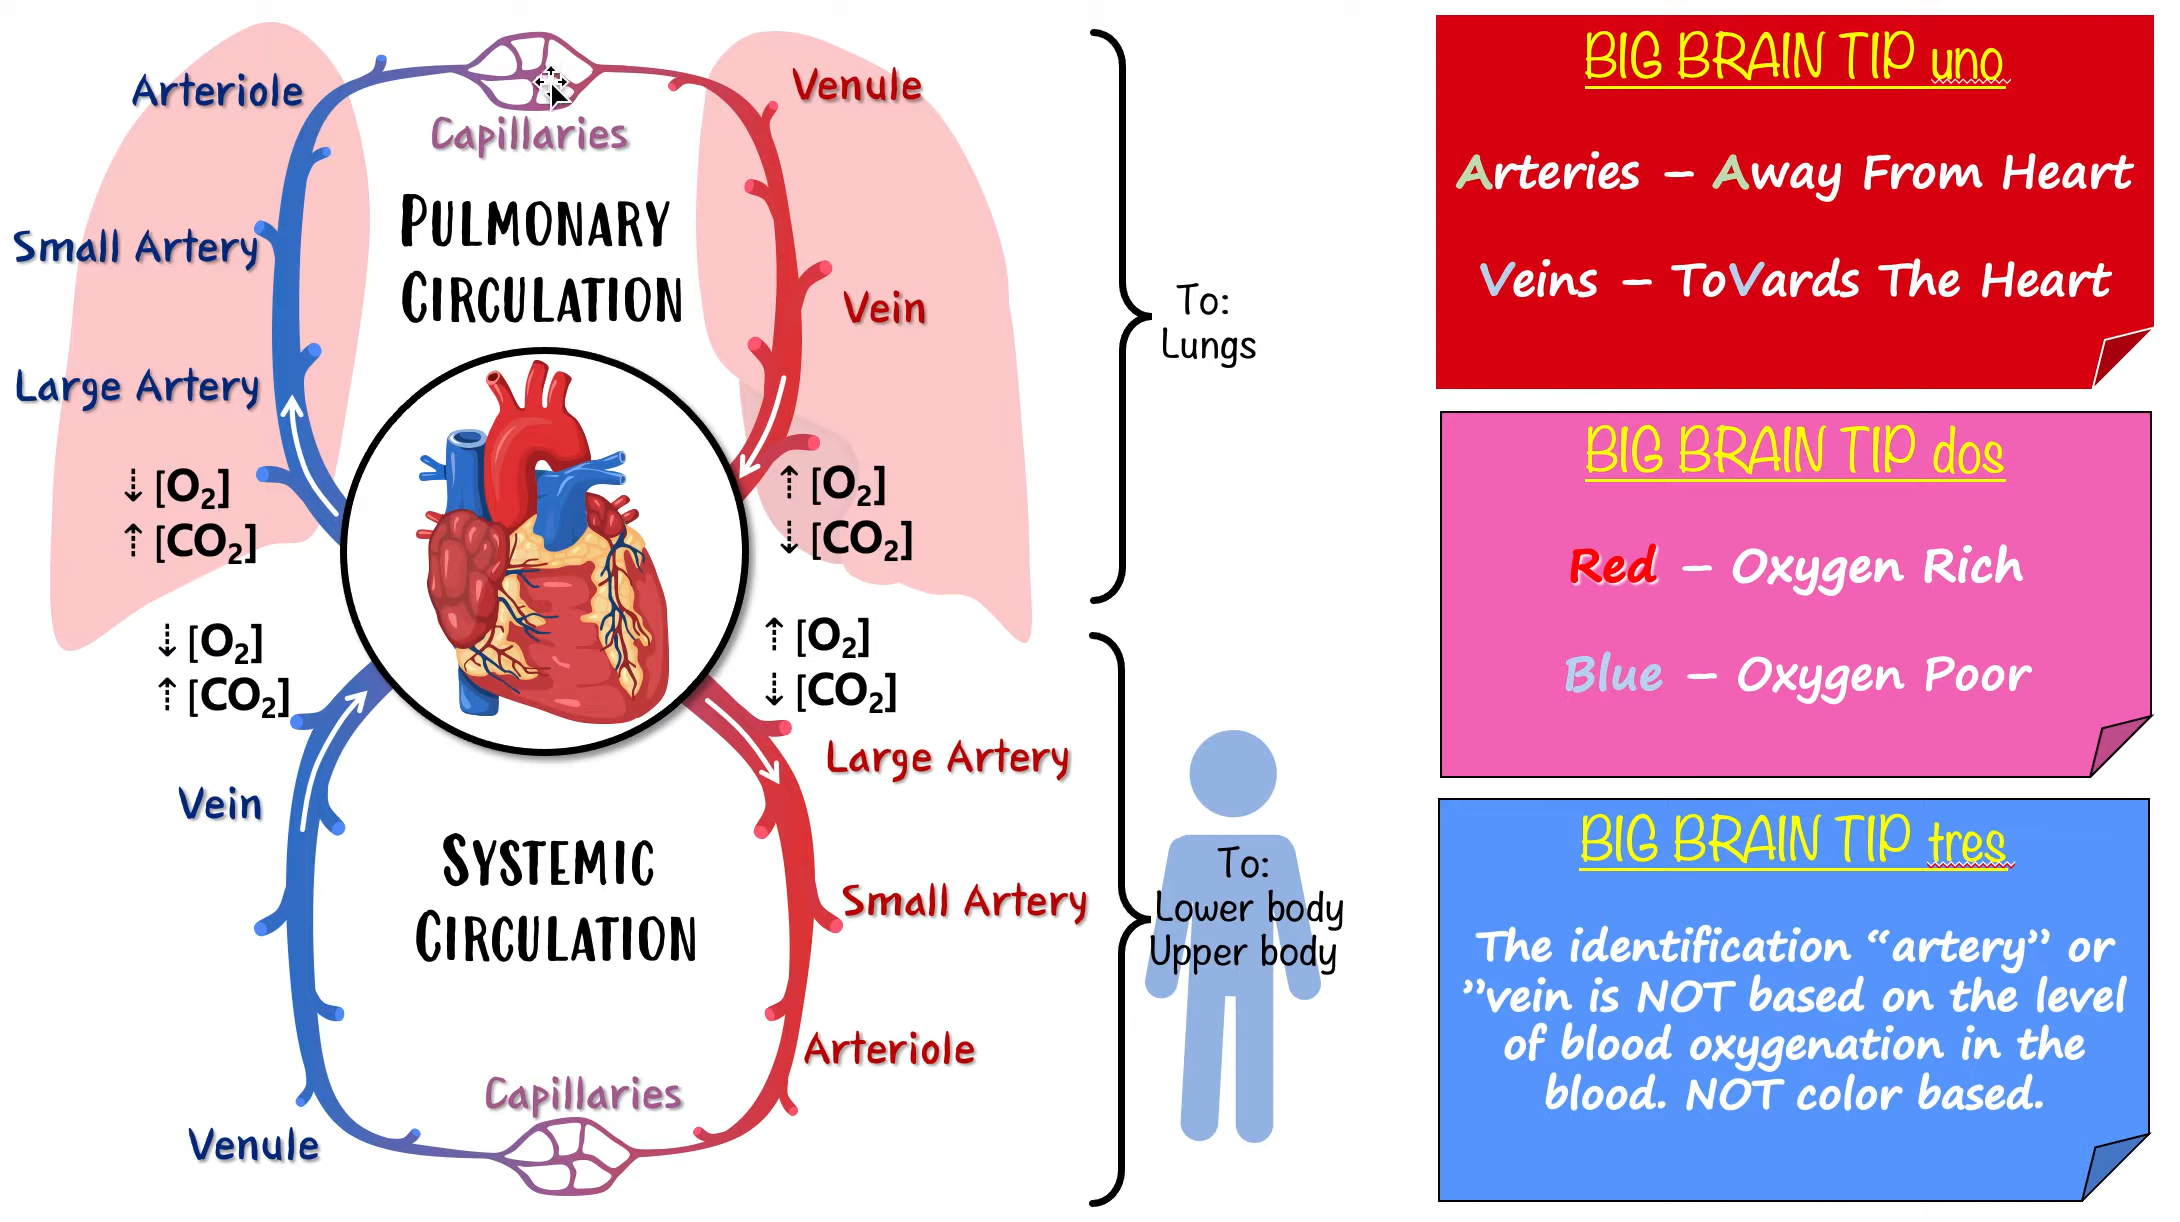 Arteriole
Capillaries
Venule
PULMONARY
CIRCULATION
Small Artery
Vein
Large Artery
↓ [O₂]
↑ [CO₂]
↑ [O₂]
↓ [CO₂]
To:
Lungs
↓ [O₂]
↑ [CO₂]
↑ [O₂]
↓ [CO₂]
Vein
Large Artery
SYSTEMIC
CIRCULATION
Small Artery
Arteriole
Capillaries
Venule
To:
Lower body
Upper body
BIG BRAIN TIP uno
Arteries – Away From Heart
Veins – ToVards The Heart
BIG BRAIN TIP dos
Red – Oxygen Rich
Blue – Oxygen Poor
BIG BRAIN TIP tres
The identification “artery” or
”vein is NOT based on the level
of blood oxygenation in the
blood. NOT color based.